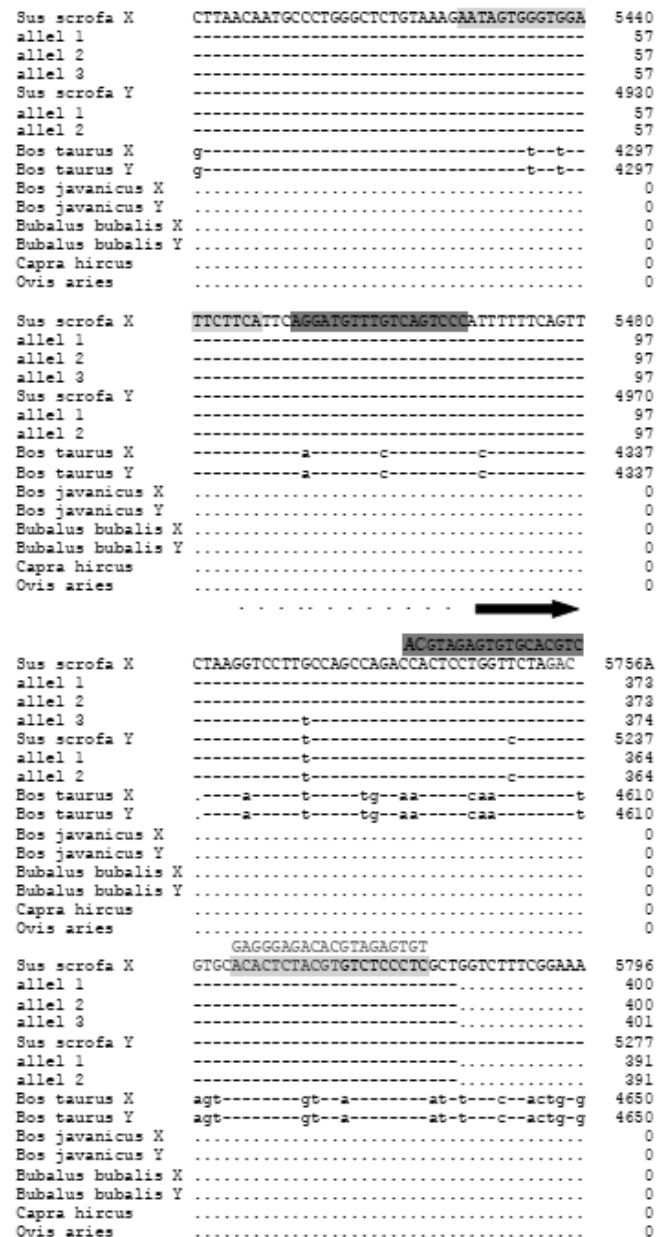 Sus scrofa X CTTAACAATGCCCTGGGCTCTGTAAAGAATAGTGGGTGGA 5440
allel 1 ---------------------------------------- 57
allel 2 ---------------------------------------- 57
allel 3 ---------------------------------------- 57
Sus scrofa Y ---------------------------------------- 4930
allel 1 ---------------------------------------- 57
allel 2 ---------------------------------------- 57
Bos taurus X g---------------------------------t--t-- 4297
Bos taurus Y g---------------------------------t--t-- 4297
Bos javanicus X ........................................ 0
Bos javanicus Y ........................................ 0
Bubalus bubalis X ........................................ 0
Bubalus bubalis Y ........................................ 0
Capra hircus ........................................ 0
Ovis aries ........................................ 0
Sus scrofa X TTCTTCATTCAGGATGTTTGTCAGTCCCATTTTTTCAGTT 5480
allel 1 ---------------------------------------- 97
allel 2 ---------------------------------------- 97
allel 3 ---------------------------------------- 97
Sus scrofa Y ---------------------------------------- 4970
allel 1 ---------------------------------------- 97
allel 2 ---------------------------------------- 97
Bos taurus X -----------a-------c---------c---------- 4337
Bos taurus Y -----------a-------c---------c---------- 4337
Bos javanicus X ........................................ 0
Bos javanicus Y ........................................ 0
Bubalus bubalis X ........................................ 0
Bubalus bubalis Y ........................................ 0
Capra hircus ........................................ 0
Ovis aries ........................................ 0
ACGTAGAGTGTGCACGTC
Sus scrofa X CTAAGGTCCTTGCCAGCCAGACCACTCCTGGTTCTAGAC 5756A
allel 1 ---------------------------------------- 373
allel 2 ---------------------------------------- 373
allel 3 -----------t---------------------------- 374
Sus scrofa Y -----------t--------------------c------- 5237
allel 1 -----------t---------------------------- 364
allel 2 -----------t--------------------c------- 364
Bos taurus X .----a-----t-----tg--aa-----caa--------t 4610
Bos taurus Y .----a-----t-----tg--aa-----caa--------t 4610
Bos javanicus X ........................................ 0
Bos javanicus Y ........................................ 0
Bubalus bubalis X ........................................ 0
Bubalus bubalis Y ........................................ 0
Capra hircus ........................................ 0
Ovis aries ........................................ 0
GAGGGAGACACGTAGAGTGT
Sus scrofa X GTGCACACTCTACGTGTCTCCCTCGCTGGTCTTTCGGAAA 5796
allel 1 ---------------------------............. 400
allel 2 ---------------------------............. 400
allel 3 ---------------------------............. 401
Sus scrofa Y ---------------------------------------- 5277
allel 1 ---------------------------............. 391
allel 2 ---------------------------............. 391
Bos taurus X agt--------gt--a--------at-t---c--actg-g 4650
Bos taurus Y agt--------gt--a--------at-t---c--actg-g 4650
Bos javanicus X ........................................ 0
Bos javanicus Y ........................................ 0
Bubalus bubalis X ........................................ 0
Bubalus bubalis Y ........................................ 0
Capra hircus ........................................ 0
Ovis aries ........................................ 0